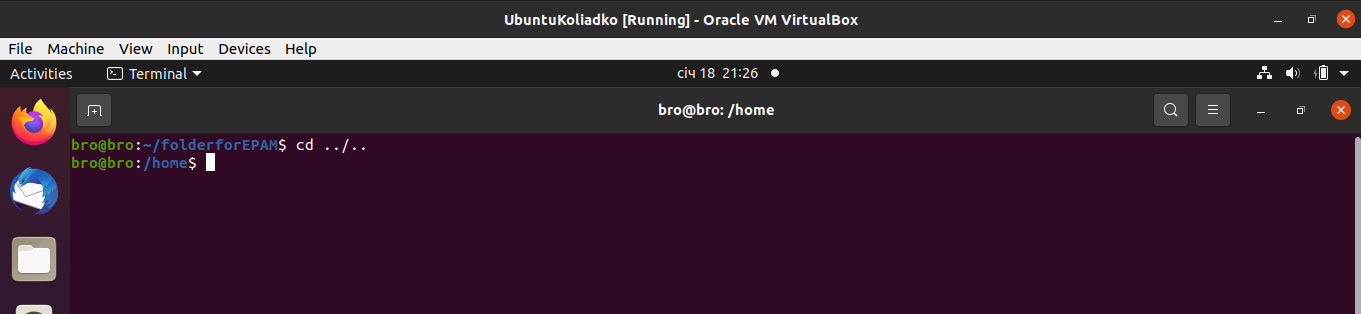 UbuntuKoliadko [Running] - Oracle VM VirtualBox
File Machine View Input Devices Help
Activities Terminal січ 18 21:26
bro@bro: /home
bro@bro:~/folderforEPAM$ cd ../..
bro@bro:/home$